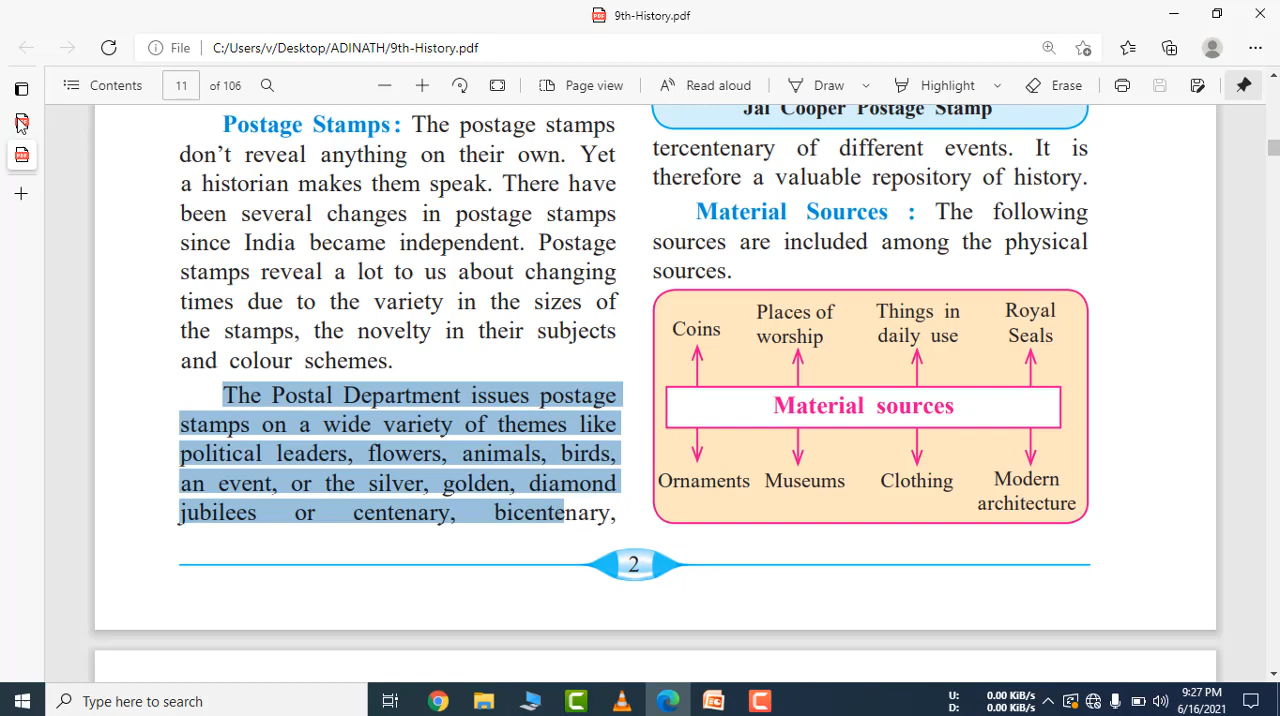 9th-History.pdf
File
C:/Users/v/Desktop/ADINATH/9th-History.pdf
Contents
11
of 106
Page view
Read aloud
Draw
Highlight
Erase
Postage Stamps : The postage stamps
don't reveal anything on their own. Yet
a historian makes them speak. There have
been several changes in postage stamps
since India became independent. Postage
stamps reveal a lot to us about changing
times due to the variety in the sizes of
the stamps, the novelty in their subjects
and colour schemes.
The Postal Department issues postage
stamps on a wide variety of themes like
political leaders, flowers, animals, birds,
an event, or the silver, golden, diamond
jubilees or centenary, bicentenary,
Jal Cooper Postage Stamp
tercentenary of different events. It is
therefore a valuable repository of history.
Material Sources : The following
sources are included among the physical
sources.
Coins
Places of
worship
Things in
daily use
Royal
Seals
Material sources
Ornaments
Museums
Clothing
Modern
architecture
2
Type here to search
U: 0.00 KiB/s
D: 0.00 KiB/s
9:27 PM
6/16/2021